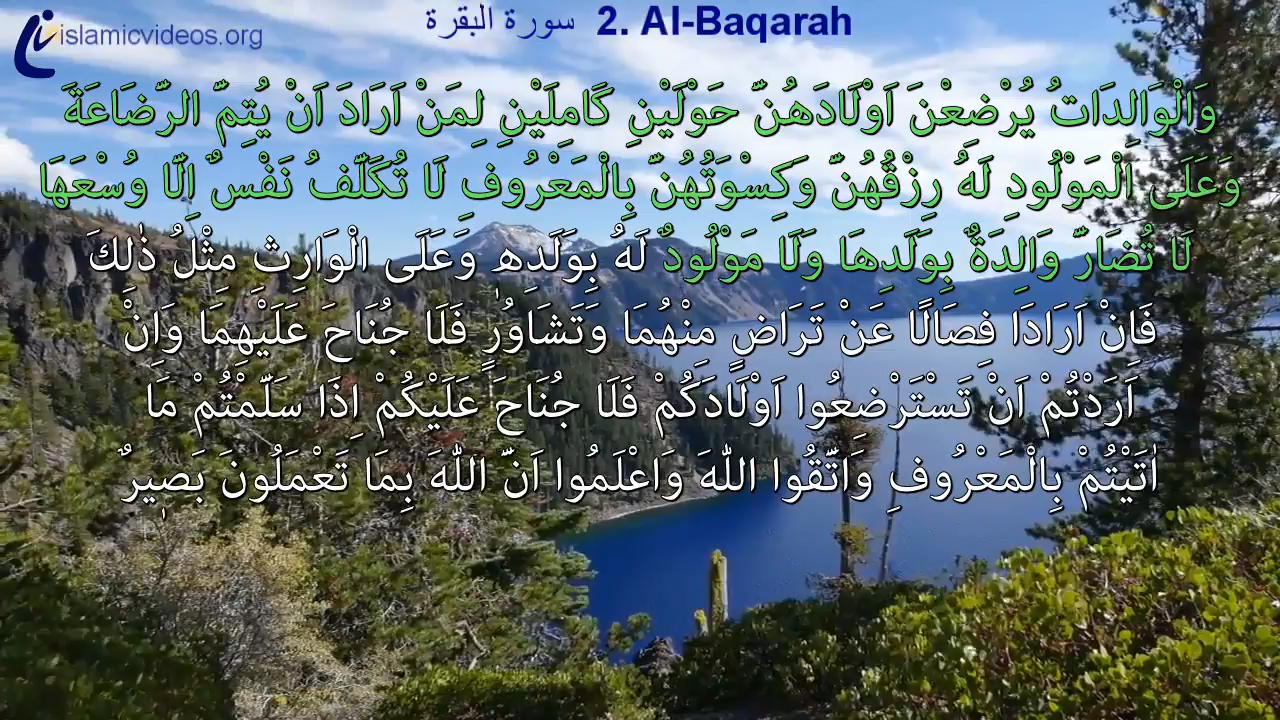 islamicvideos.org
سورة البقرة 2. Al-Baqarah
وَالْوَالِدَاتُ يُرْضِعْنَ اَوْلَادَهُنَّ حَوْلَيْنِ كَامِلَيْنِ لِمَنْ اَرَادَ اَنْ يُتِمَّ الرَّضَاعَةَ
وَعَلَى الْمَوْلُودِ لَهُ رِزْقُهُنَّ وَكِسْوَتُهُنَّ بِالْمَعْرُوفِ لَا تُكَلَّفُ نَفْسٌ اِلَّا وُسْعَهَا
لَا تُضَارَّ وَالِدَةٌ بِوَلَدِهَا وَلَا مَوْلُودٌ لَهُ بِوَلَدِهٖ وَعَلَى الْوَارِثِ مِثْلُ ذٰلِكَ
فَاِنْ اَرَادَا فِصَالًا عَنْ تَرَاضٍ مِنْهُمَا وَتَشَاوُرٍ فَلَا جُنَاحَ عَلَيْهِمَا وَاِنْ
اَرَدْتُمْ اَنْ تَسْتَرْضِعُوا اَوْلَادَكُمْ فَلَا جُنَاحَ عَلَيْكُمْ اِذَا سَلَّمْتُمْ مَا
اٰتَيْتُمْ بِالْمَعْرُوفِ وَاتَّقُوا اللّٰهَ وَاعْلَمُوا اَنَّ اللّٰهَ بِمَا تَعْمَلُونَ بَصٖيرٌ